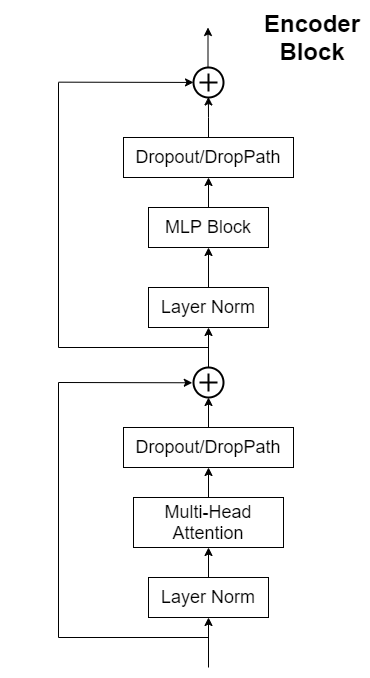 Encoder
Block
Dropout/DropPath
MLP Block
Layer Norm
Dropout/DropPath
Multi-Head
Attention
Layer Norm